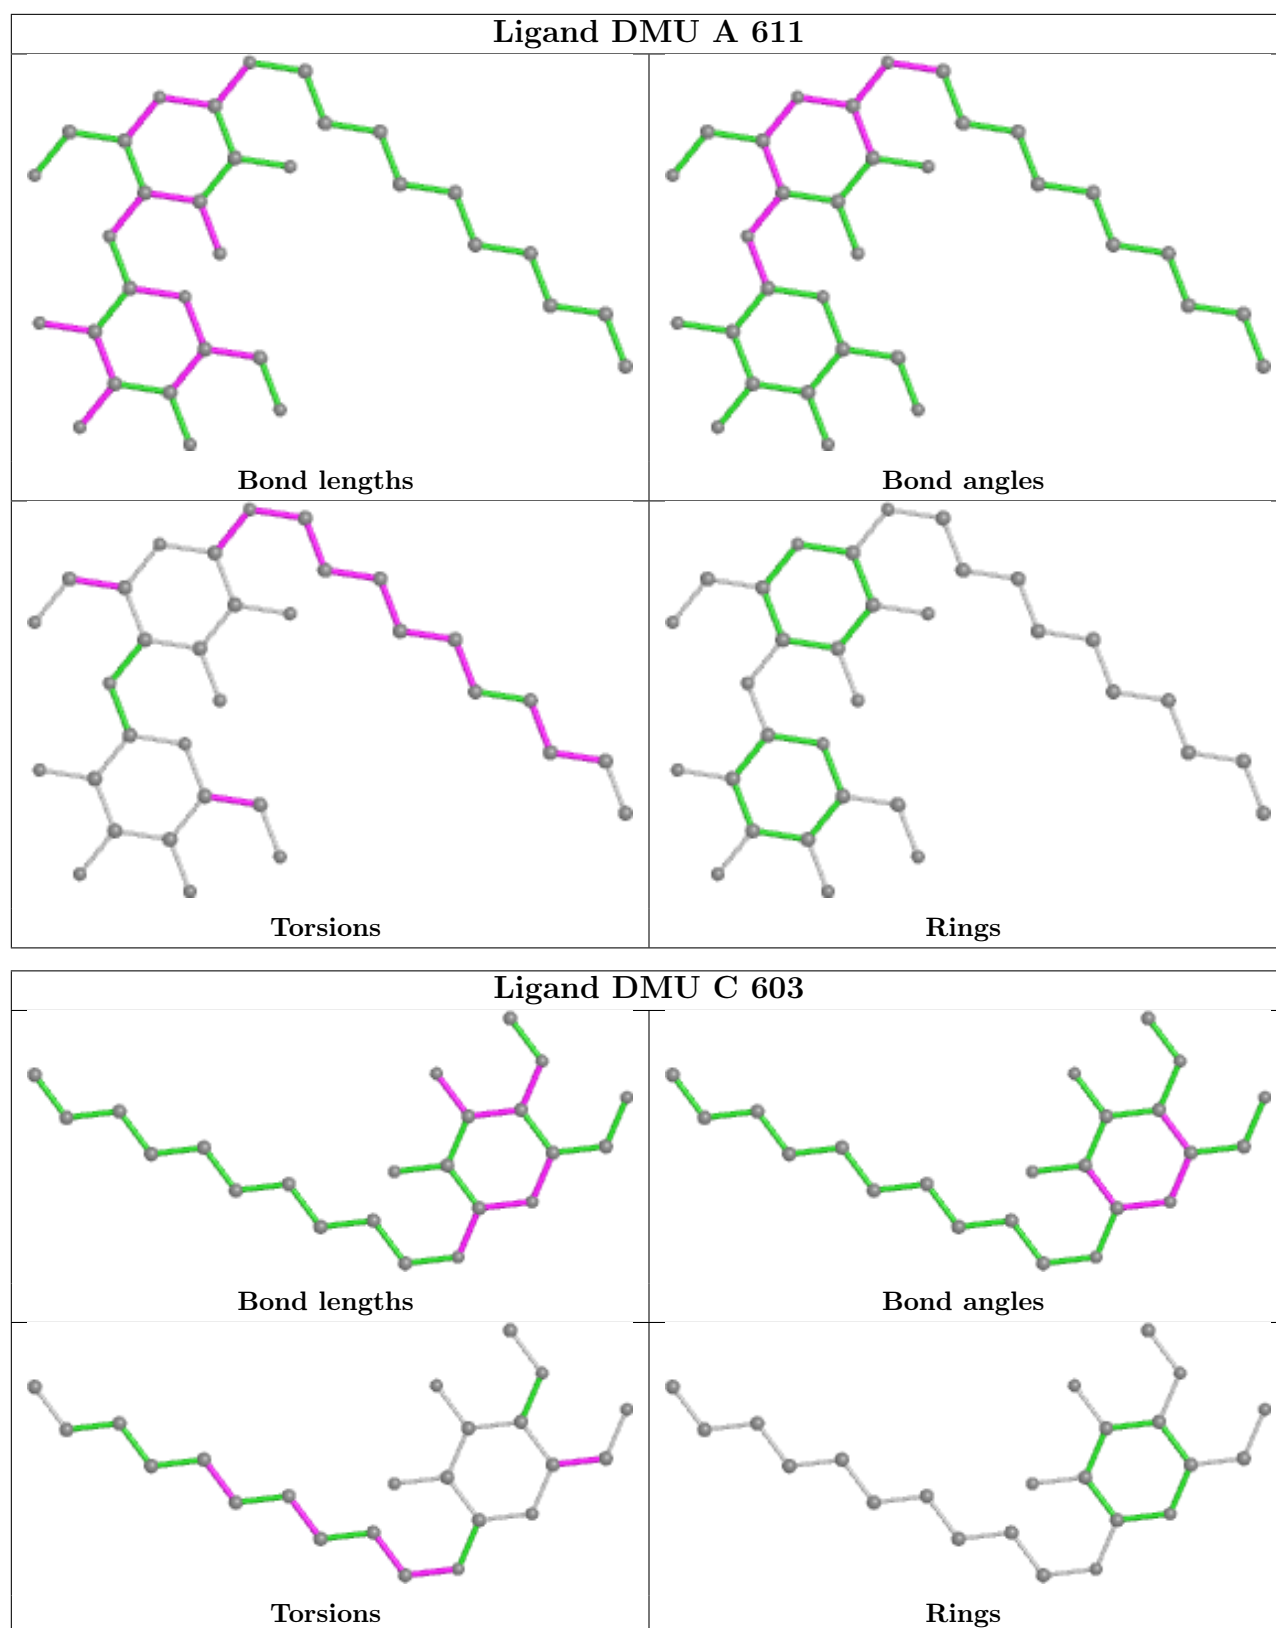 Ligand DMU A 611
Bond lengths
Bond angles
Torsions
Rings
Ligand DMU C 603
Bond lengths
Bond angles
Torsions
Rings